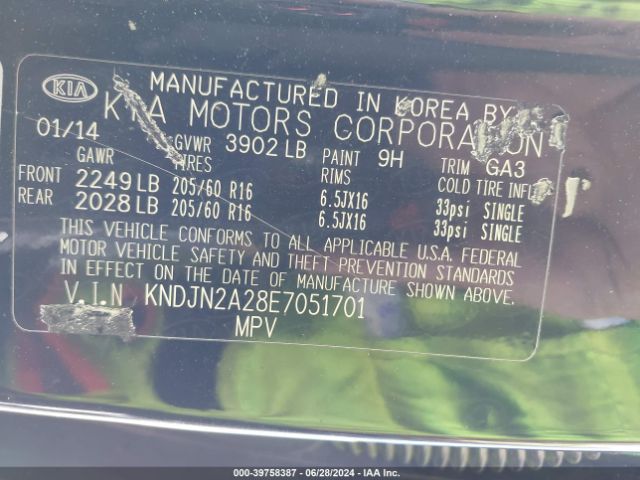 KIA
MANUFACTURED IN KOREA BY
KIA MOTORS CORPORATION
01/14 GVWR 3902 LB PAINT 9H TRIM GA3
GAWR TIRES RIMS COLD TIRE INFL
FRONT 2249 LB 205/60 R16 6.5JX16 33psi SINGLE
REAR 2028 LB 205/60 R16 6.5JX16 33psi SINGLE
THIS VEHICLE CONFORMS TO ALL APPLICABLE U.S.A. FEDERAL
MOTOR VEHICLE SAFETY AND THEFT PREVENTION STANDARDS
IN EFFECT ON THE DATE OF MANUFACTURE SHOWN ABOVE.
V.I.N KNDJN2A28E7051701
MPV
000-39758387 - 06/28/2024 - IAA Inc.